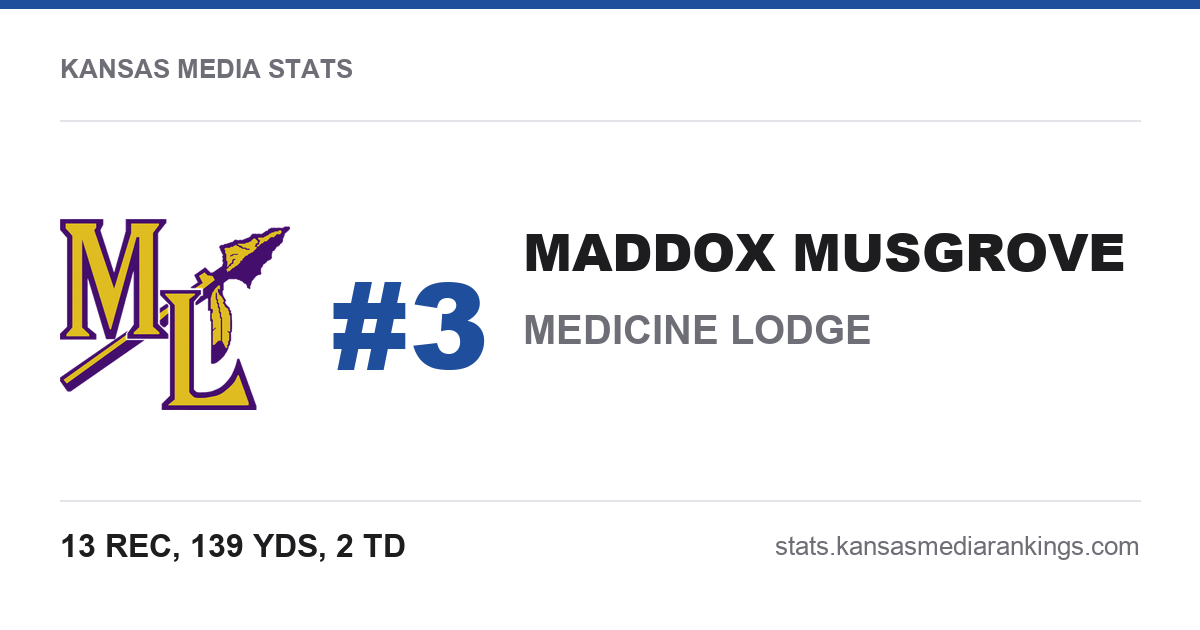 KANSAS MEDIA STATS
ML
#3
MADDOX MUSGROVE
MEDICINE LODGE
13 REC, 139 YDS, 2 TD
stats.kansasmediarankings.com